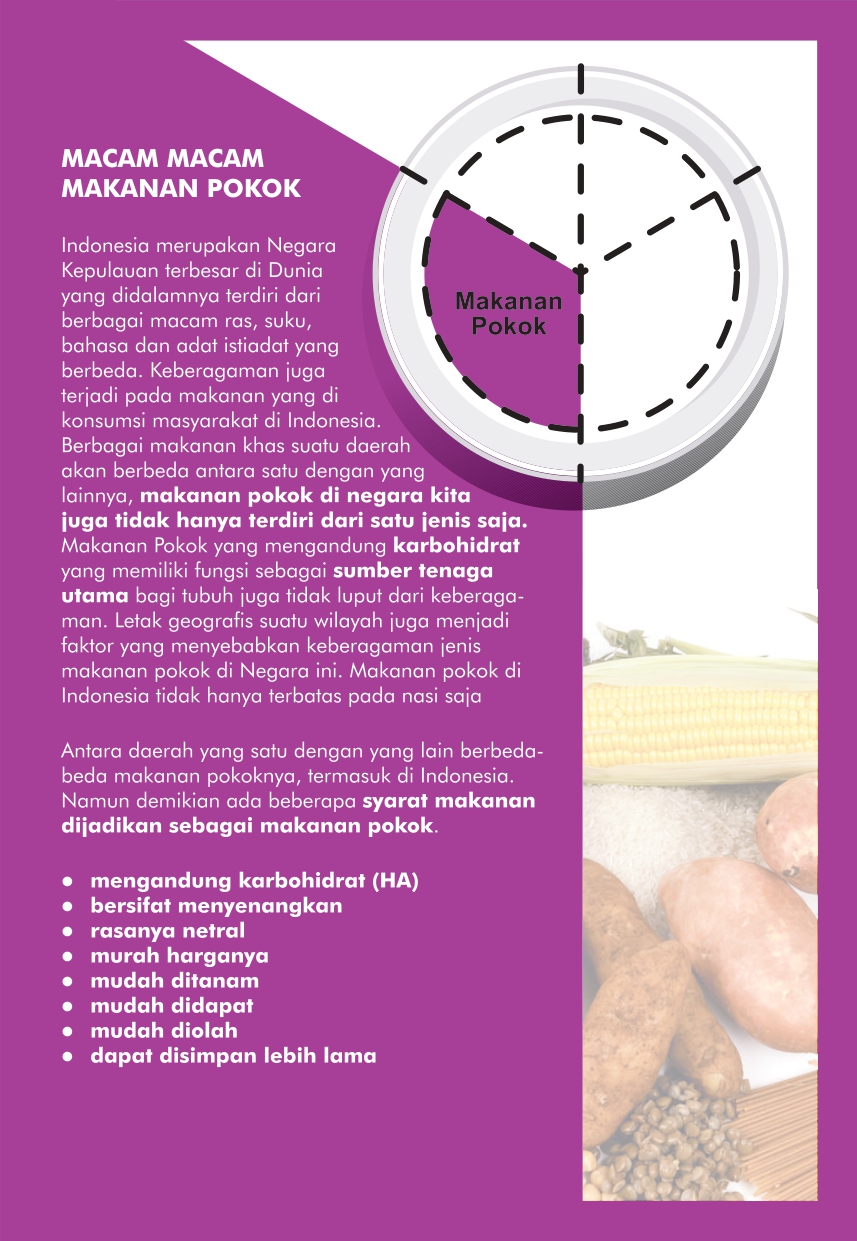 MACAM MACAM
MAKANAN POKOK
Indonesia merupakan Negara
Kepulauan terbesar di Dunia
yang didalamnya terdiri dari
berbagai macam ras, suku,
bahasa dan adat istiadat yang
berbeda. Keberagaman juga
terjadi pada makanan yang di
konsumsi masyarakat di Indonesia.
Berbagai makanan khas suatu daerah
akan berbeda antara satu dengan yang
lainnya, makanan pokok di negara kita
juga tidak hanya terdiri dari satu jenis saja.
Makanan Pokok yang mengandung karbohidrat
yang memiliki fungsi sebagai sumber tenaga
utama bagi tubuh juga tidak luput dari keberaga-
man. Letak geografis suatu wilayah juga menjadi
faktor yang menyebabkan keberagaman jenis
makanan pokok di Negara ini. Makanan pokok di
Indonesia tidak hanya terbatas pada nasi saja
Antara daerah yang satu dengan yang lain berbeda-
beda makanan pokoknya, termasuk di Indonesia.
Namun demikian ada beberapa syarat makanan
dijadikan sebagai makanan pokok.
● mengandung karbohidrat (HA)
● bersifat menyenangkan
● rasanya netral
● murah harganya
● mudah ditanam
● mudah didapat
● mudah diolah
● dapat disimpan lebih lama
Makanan
Pokok